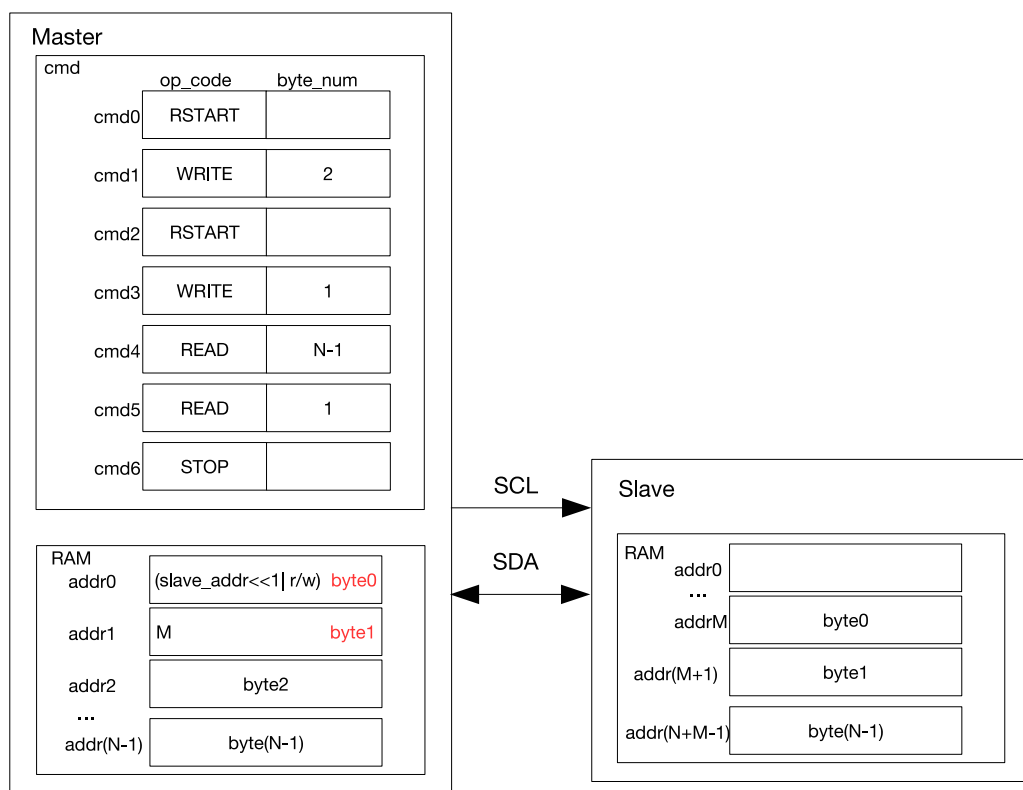 Master
cmd
op_code byte_num
cmd0 RSTART
cmd1 WRITE 2
cmd2 RSTART
cmd3 WRITE 1
cmd4 READ N-1
cmd5 READ 1
cmd6 STOP
SCL
SDA
RAM
addr0 (slave_addr<<1| r/w) byte0
addr1 M byte1
addr2 byte2
...
addr(N-1) byte(N-1)
Slave
RAM
addr0
...
addrM byte0
addr(M+1) byte1
addr(N+M-1) byte(N-1)